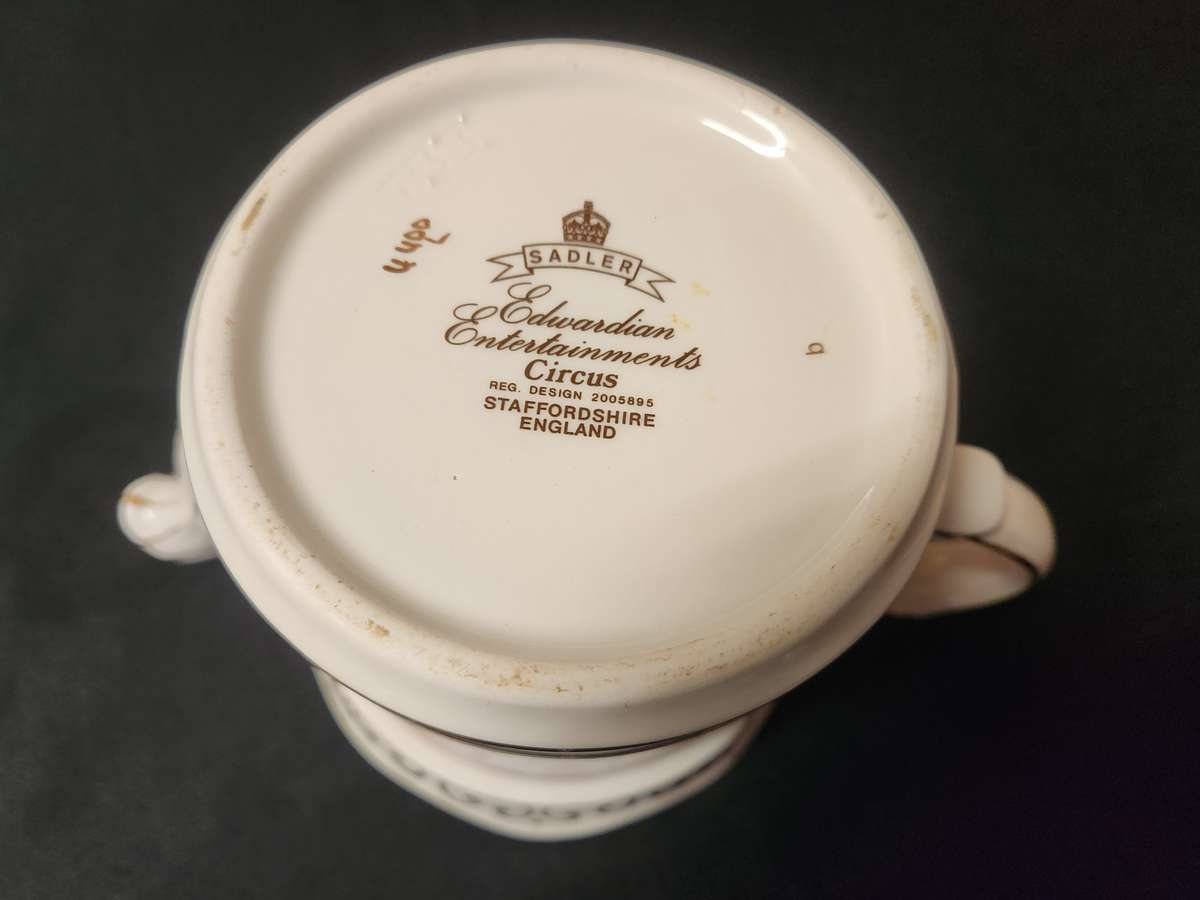 SADLER
Edwardian
Entertainments
Circus
REG. DESIGN 2005895
STAFFORDSHIRE
ENGLAND